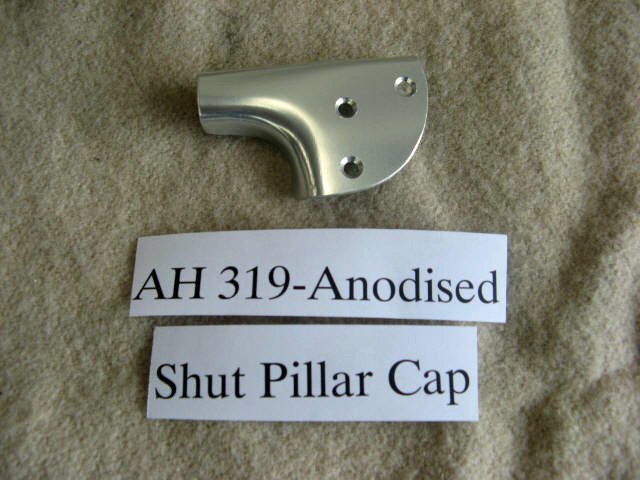 AH 319-Anodised
Shut Pillar Cap